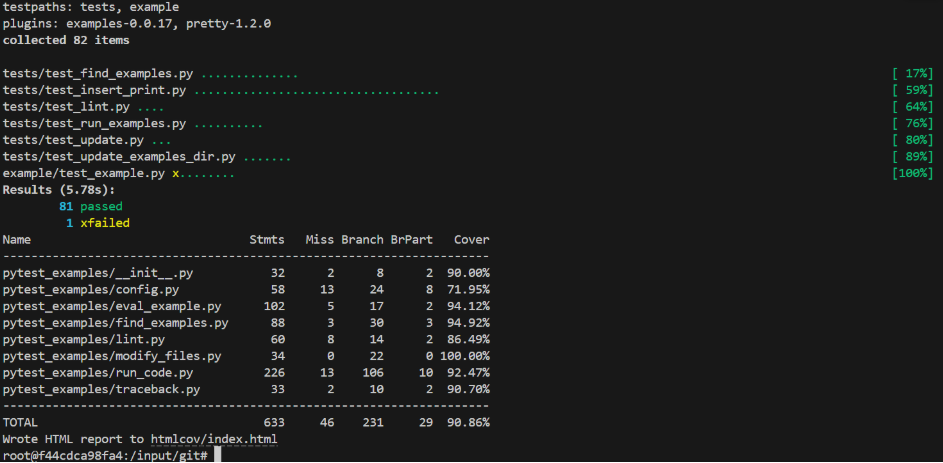 testpaths: tests, example
plugins: examples-0.0.17, pretty-1.2.0
collected 82 items
tests/test_find_examples.py .............. [ 17%]
tests/test_insert_print.py .................................. [ 59%]
tests/test_lint.py .... [ 64%]
tests/test_run_examples.py .......... [ 76%]
tests/test_update.py ... [ 80%]
tests/test_update_examples_dir.py ....... [ 89%]
example/test_example.py x........ [100%]
Results (5.78s):
81 passed
1 xfailed
Name Stmts Miss Branch BrPart Cover
----------------------------------------------------------------
pytest_examples/__init__.py 32 2 8 2 90.00%
pytest_examples/config.py 58 13 24 8 71.95%
pytest_examples/eval_example.py 102 5 17 2 94.12%
pytest_examples/find_examples.py 88 3 30 3 94.92%
pytest_examples/lint.py 60 8 14 2 86.49%
pytest_examples/modify_files.py 34 0 22 0 100.00%
pytest_examples/run_code.py 226 13 106 10 92.47%
pytest_examples/traceback.py 33 2 10 2 90.70%
----------------------------------------------------------------
TOTAL 633 46 231 29 90.86%
Wrote HTML report to htmlcov/index.html
root@f44cdca98fa4:/input/git#